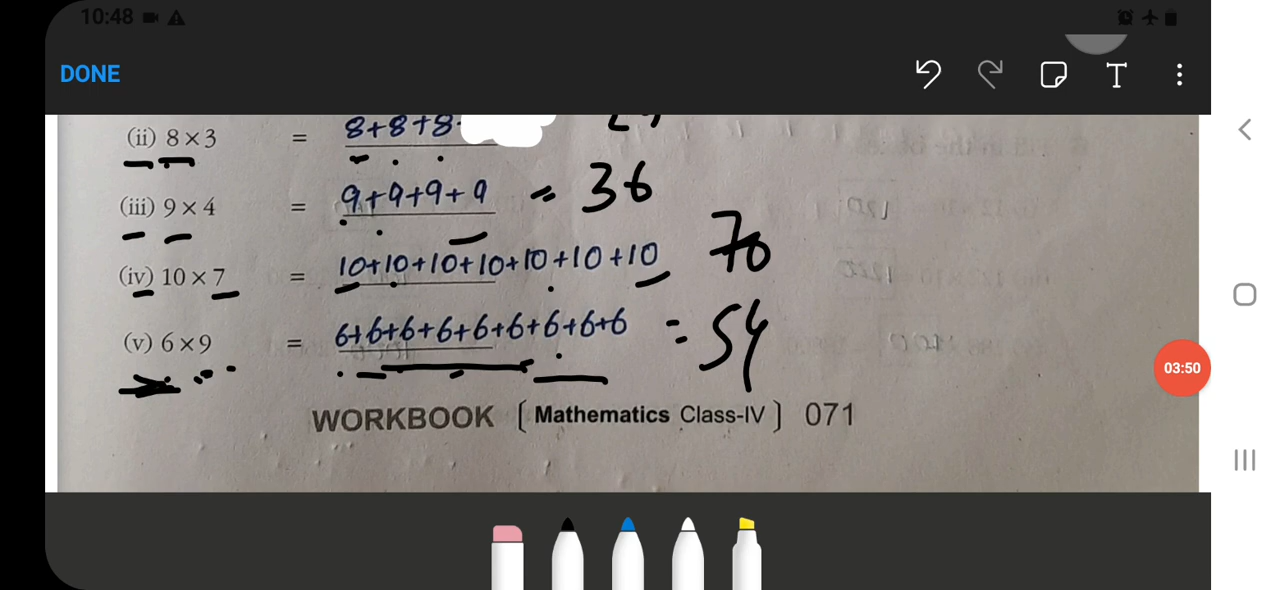 10:48
DONE
T
(ii) 8 × 3 = 8+8+8
(iii) 9 × 4 = 9+9+9+9 = 36
(iv) 10 × 7 = 10+10+10+10+10+10+10 70
(v) 6 × 9 = 6+6+6+6+6+6+6+6+6 = 54
03:50
WORKBOOK [Mathematics Class-IV] 071